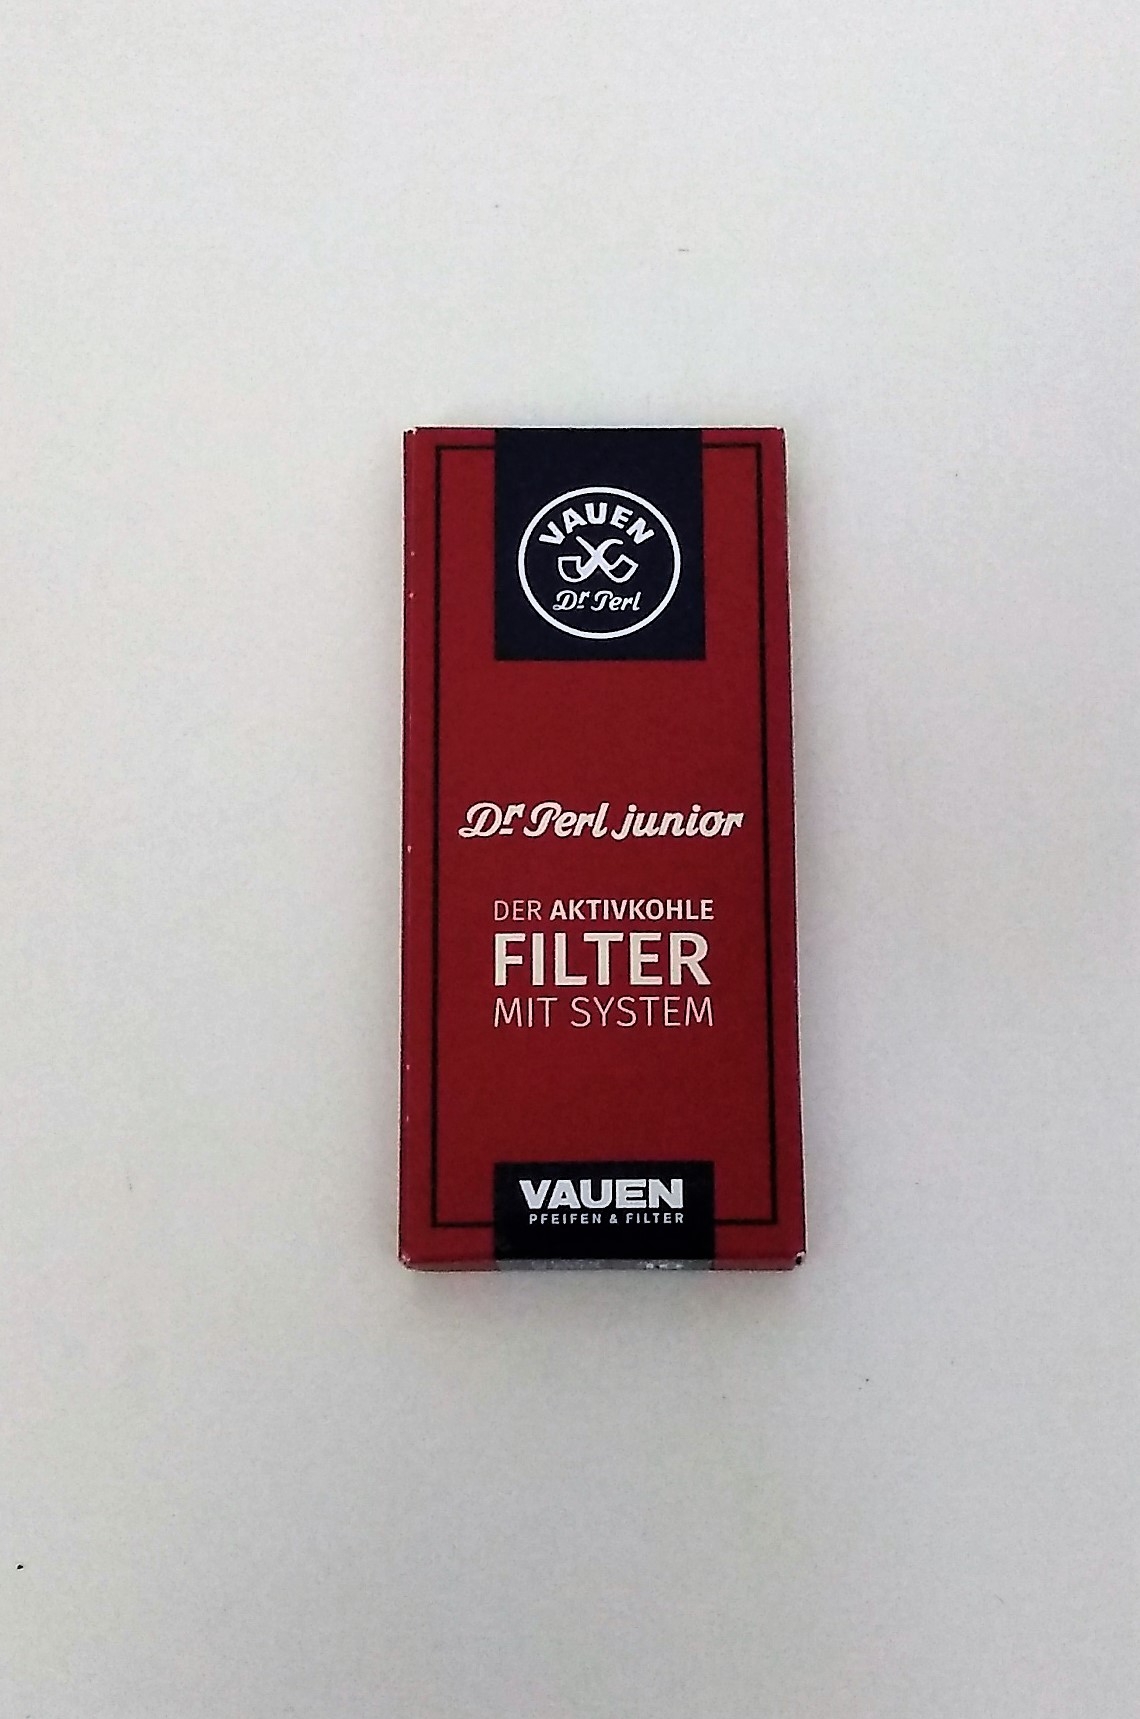 VAUEN
Dr Perl
Dr Perl junior
DER AKTIVKOHLE
FILTER
MIT SYSTEM
VAUEN
PFEIFEN & FILTER